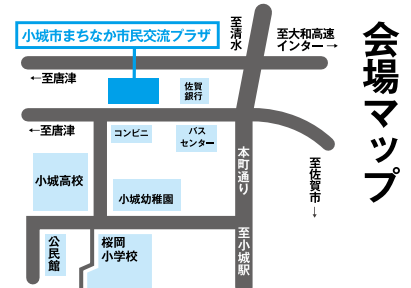 小城市まちなか市民交流プラザ
至清水
至大和高速
インター→
会場マップ
←至唐津
佐賀
銀行
←至唐津
コンビニ
バス
センター
本町通り
至佐賀市→
小城高校
小城幼稚園
公民館
桜岡
小学校
至小城駅